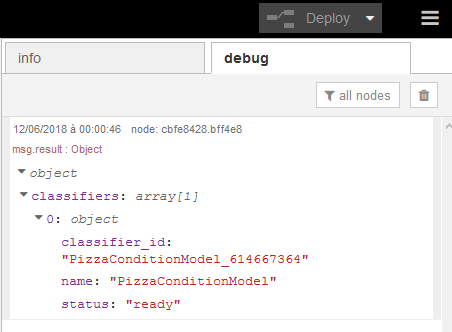 Deploy
info
debug
all nodes
12/06/2018 à 00:00:46 node: cbfe8428.bff4e8
msg.result : Object
object
classifiers: array[1]
0: object
classifier_id:
"PizzaConditionModel_614667364"
name: "PizzaConditionModel"
status: "ready"